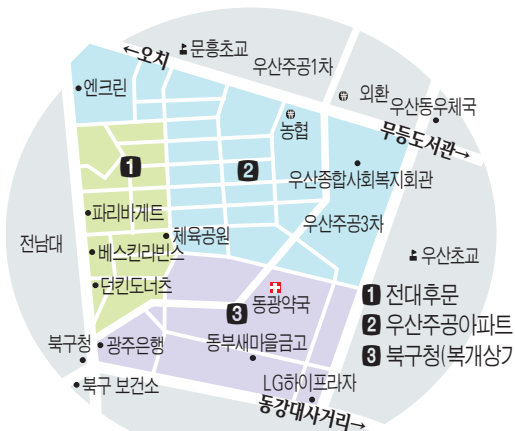 ←오치
문흥초교
우산주공1차
엔크린
외환
우산동우체국
농협
무등도서관→
1
2
우산종합사회복지회관
파리바게트
우산주공3차
전남대
체육공원
베스킨라빈스
우산초교
던킨도너츠
3
동광약국
1 전대후문
2 우산주공아파트
3 북구청(복개상가
북구청
광주은행
동부새마을금고
북구 보건소
LG하이프라자
동강대사거리→